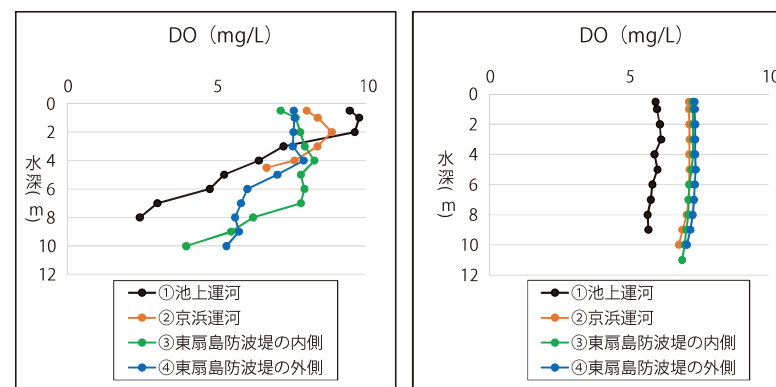 DO（mg/L）
0 5 10
0
2
4
6
8
10
12
水深(m)
①池上運河
②京浜運河
③東扇島防波堤の内側
④東扇島防波堤の外側
DO（mg/L）
0 5 10
0
2
4
6
8
10
12
水深(m)
①池上運河
②京浜運河
③東扇島防波堤の内側
④東扇島防波堤の外側